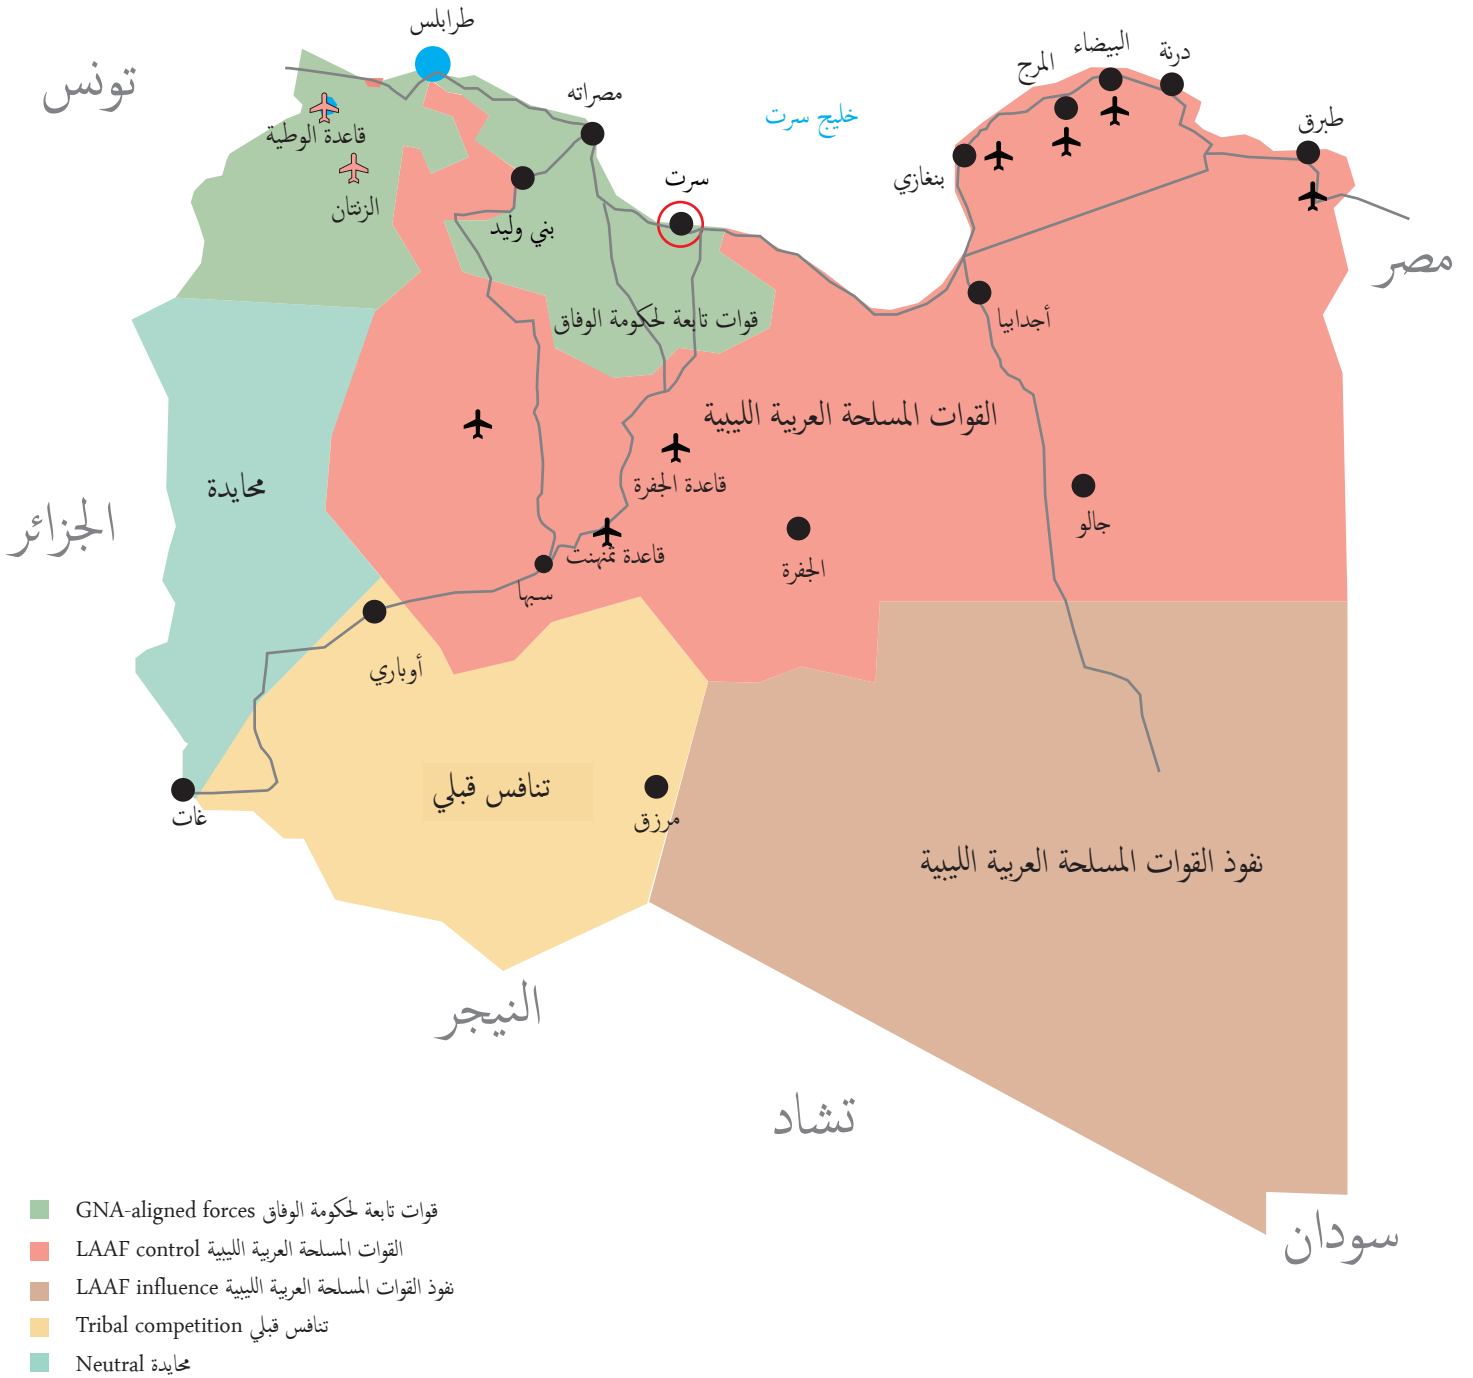 طرابلس
تونس
البيضاء
درنة
المرج
مصراته
خليج سرت
طبرق
قاعدة الوطية
الزنتان
سرت
بنغازي
بني وليد
مصر
قوات تابعة لحكومة الوفاق
أجدابيا
القوات المسلحة العربية الليبية
محايدة
قاعدة الجفرة
الجزائر
جالو
قاعدة تمنهنت
الجفرة
سبها
أوباري
تنافس قبلي
غات
مرزق
نفوذ القوات المسلحة العربية الليبية
النيجر
تشاد
سودان
GNA-aligned forces قوات تابعة لحكومة الوفاق
LAAF control القوات المسلحة العربية الليبية
LAAF influence نفوذ القوات المسلحة العربية الليبية
Tribal competition تنافس قبلي
Neutral محايدة